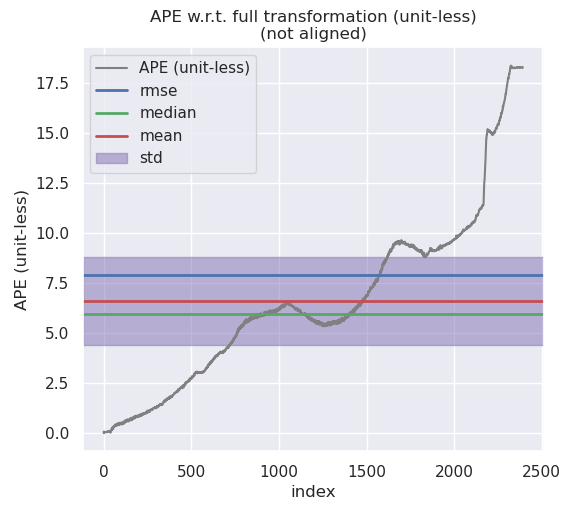 APE w.r.t. full transformation (unit-less)
(not aligned)
APE (unit-less)
rmse
median
mean
std
17.5
15.0
12.5
10.0
7.5
5.0
2.5
0.0
APE (unit-less)
0 500 1000 1500 2000 2500
index